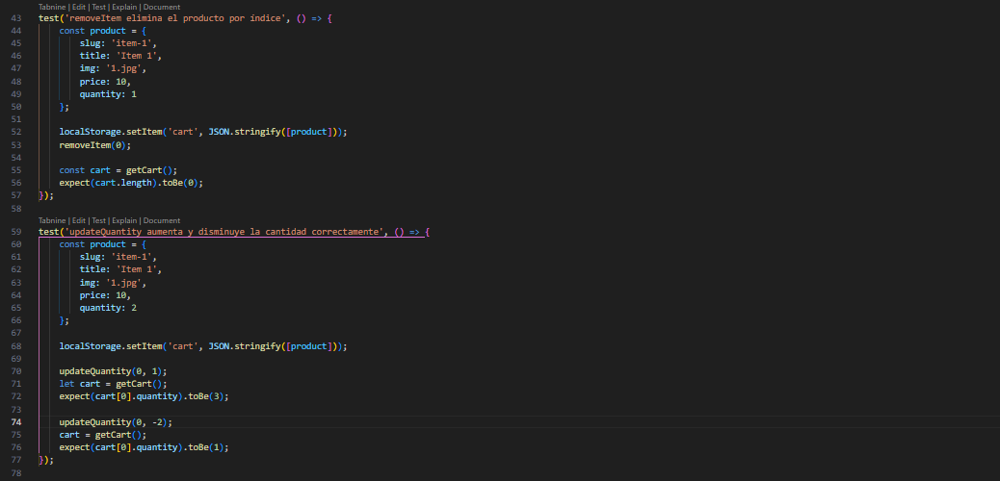 Tabnine | Edit | Test | Explain | Document
43 test('removeItem elimina el producto por índice', () => {
44 const product = {
45 slug: 'item-1',
46 title: 'Item 1',
47 img: '1.jpg',
48 price: 10,
49 quantity: 1
50 };
51
52 localStorage.setItem('cart', JSON.stringify([product]));
53 removeItem(0);
54
55 const cart = getCart();
56 expect(cart.length).toBe(0);
57 });
58
Tabnine | Edit | Test | Explain | Document
59 test('updateQuantity aumenta y disminuye la cantidad correctamente', () => {
60 const product = {
61 slug: 'item-1',
62 title: 'Item 1',
63 img: '1.jpg',
64 price: 10,
65 quantity: 2
66 };
67
68 localStorage.setItem('cart', JSON.stringify([product]));
69
70 updateQuantity(0, 1);
71 let cart = getCart();
72 expect(cart[0].quantity).toBe(3);
73
74 updateQuantity(0, -2);
75 cart = getCart();
76 expect(cart[0].quantity).toBe(1);
77 });
78